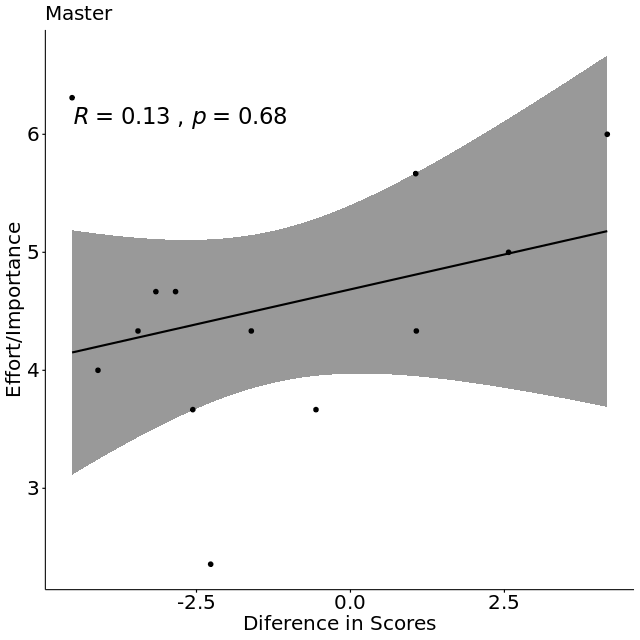 Master
R = 0.13 , p = 0.68
6
5
4
3
Effort/Importance
-2.5 0.0 2.5
Diference in Scores